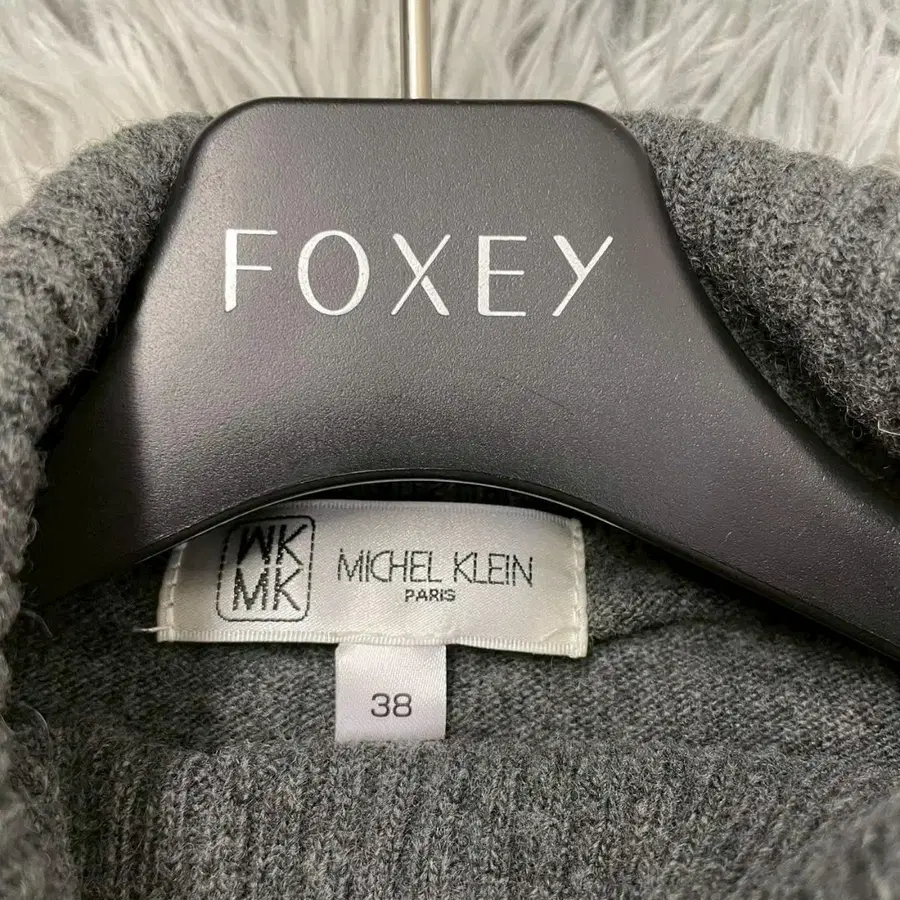 FOXEY
MK
MK
MICHEL KLEIN
PARIS
38